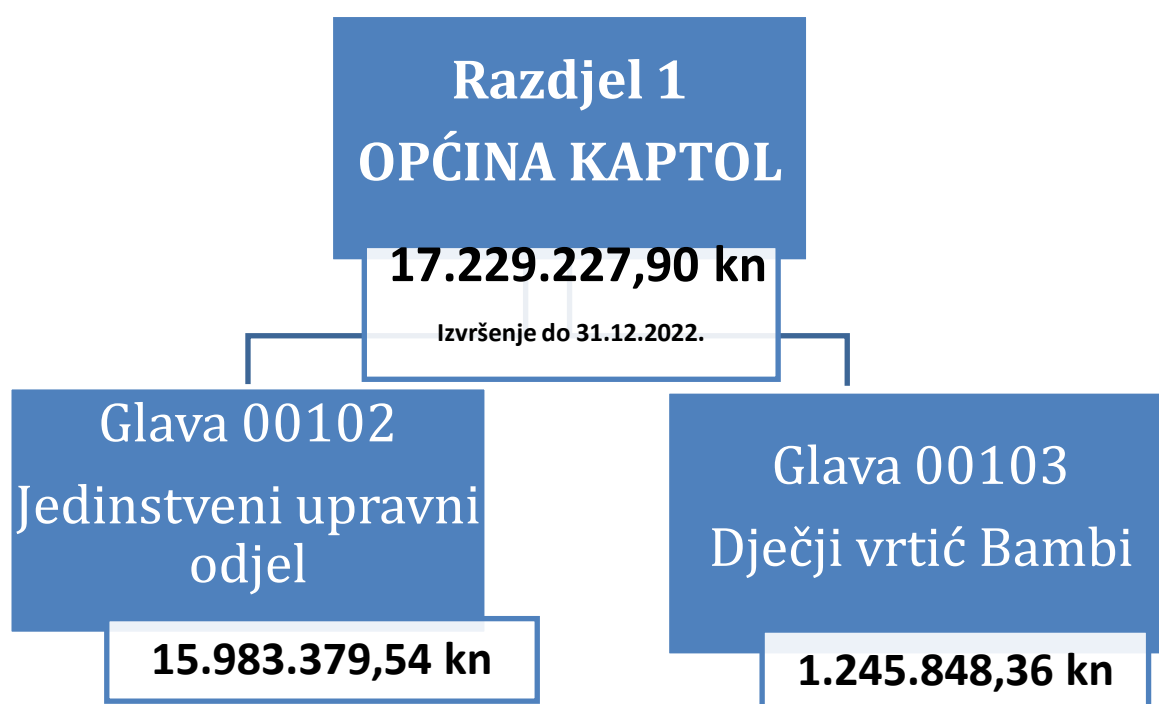 Razdjel 1
OPĆINA KAPTOL
17.229.227,90 kn
Izvršenje do 31.12.2022.
Glava 00102
Jedinstveni upravni
odjel
15.983.379,54 kn
Glava 00103
Dječji vrtić Bambi
1.245.848,36 kn